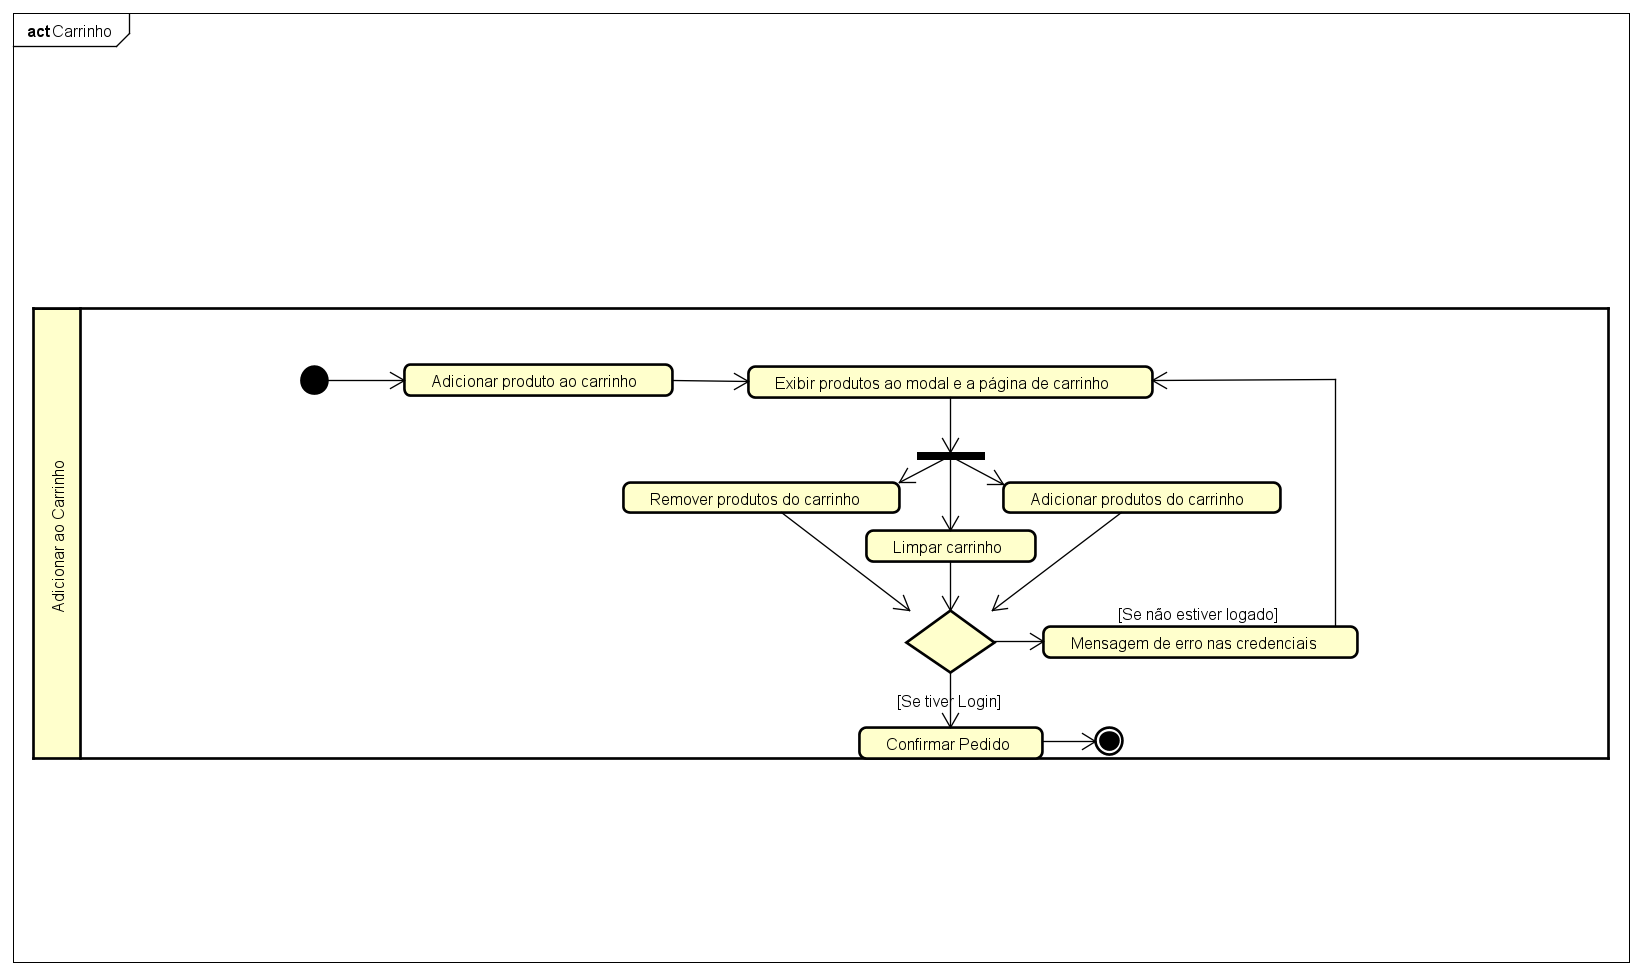 act Carrinho
Adicionar ao Carrinho
Adicionar produto ao carrinho
Exibir produtos ao modal e a página de carrinho
Remover produtos do carrinho
Adicionar produtos do carrinho
Limpar carrinho
[Se não estiver logado]
Mensagem de erro nas credenciais
[Se tiver Login]
Confirmar Pedido